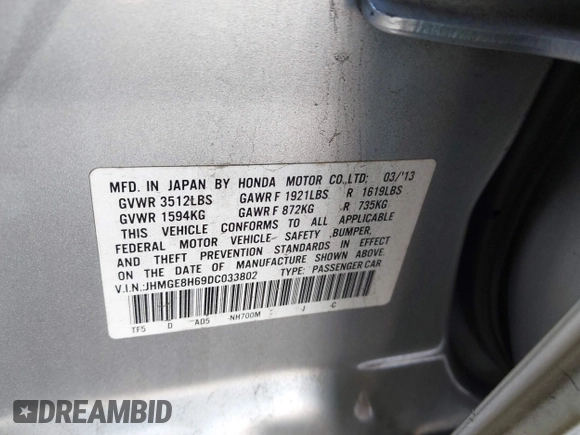 MFD. IN JAPAN BY HONDA MOTOR CO.,LTD; 03/'13
GVWR 3512LBS GAWR F 1921LBS R 1619LBS
GVWR 1594KG GAWR F 872KG R 735KG
THIS VEHICLE CONFORMS TO ALL APPLICABLE
FEDERAL MOTOR VEHICLE SAFETY ,BUMPER,
AND THEFT PREVENTION STANDARDS IN EFFECT
ON THE DATE OF MANUFACTURE SHOWN ABOVE.
V.I.N.:JHMGE8H69DC033802 TYPE: PASSENGER CAR
TF5 D AD5 NH700M J C
DREAMBID